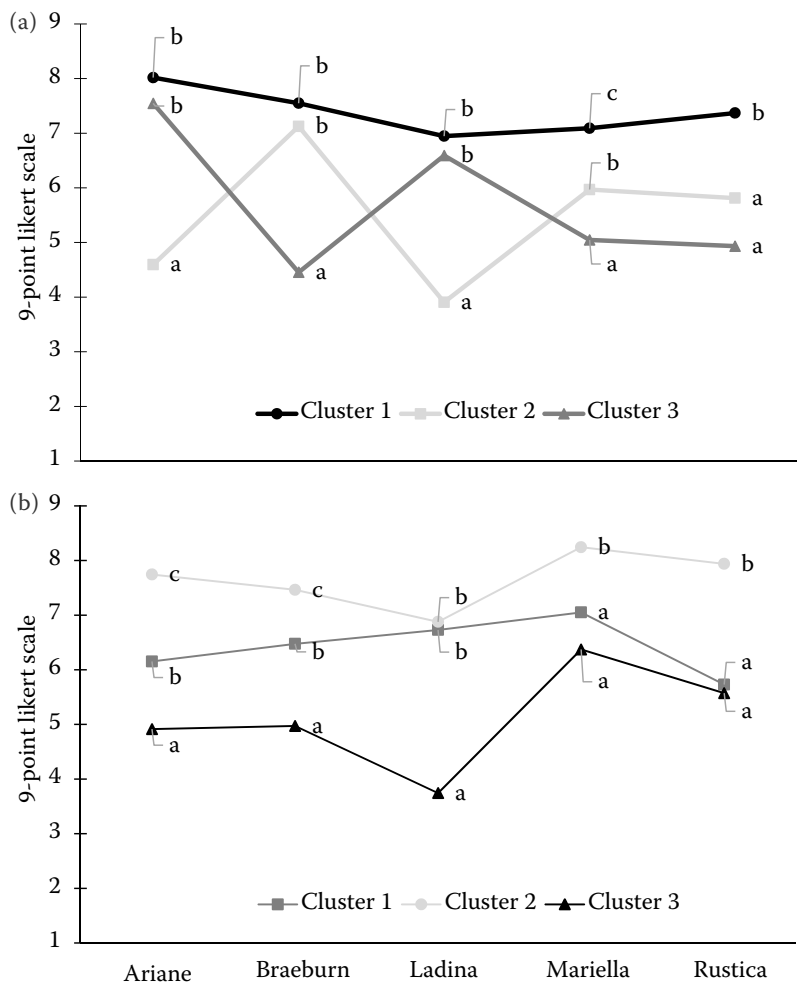 (a)
9
b
b
8
b
c
b
b
b
b
7
b
6
a
5
a
a
a
4
a
3
2
1
9-point likert scale
Cluster 1 Cluster 2 Cluster 3
(b)
9
8
c
c
b
b
b
7
a
b
b
b
a
6
a
a
5
a
a
4
a
3
2
1
9-point likert scale
Cluster 1 Cluster 2 Cluster 3
Ariane Braeburn Ladina Mariella Rustica